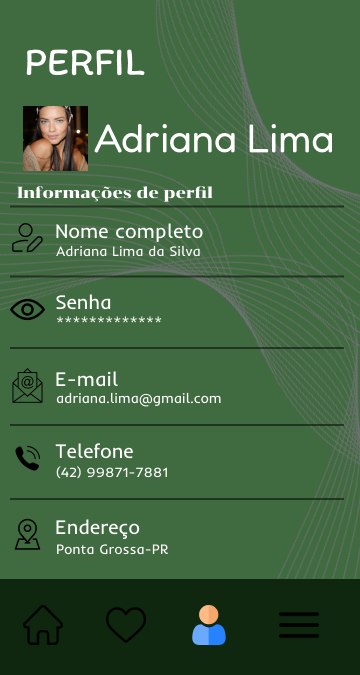 PERFIL
Adriana Lima
Informações de perfil
Nome completo
Adriana Lima da Silva
Senha
*************
E-mail
adriana.lima@gmail.com
Telefone
(42) 99871-7881
Endereço
Ponta Grossa-PR